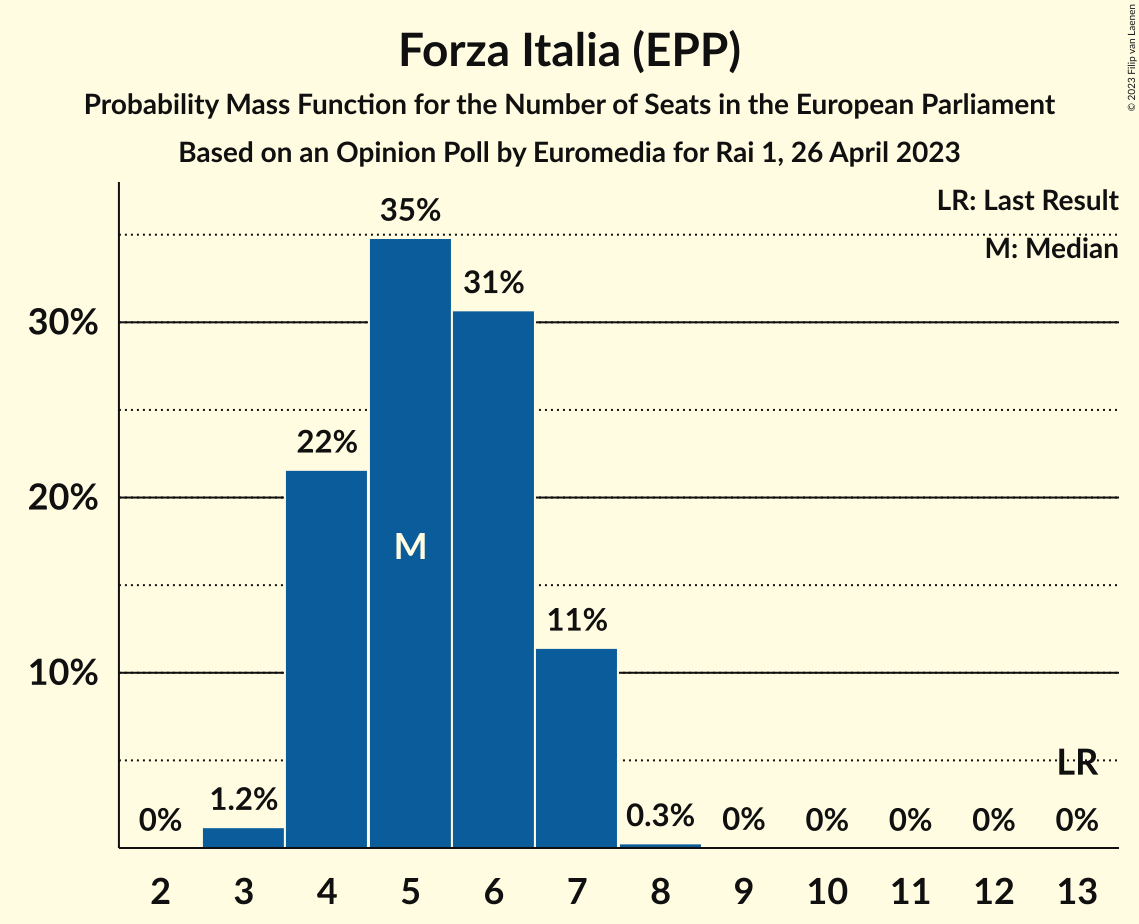 Forza Italia (EPP)
Probability Mass Function for the Number of Seats in the European Parliament
Based on an Opinion Poll by Euromedia for Rai 1, 26 April 2023
© 2023 Filip van Laenen
LR: Last Result
M: Median
35%
31%
30%
22%
20%
M
11%
10%
LR
0%
1.2%
0.3%
0%
0%
0%
0%
0%
2 3 4 5 6 7 8 9 10 11 12 13